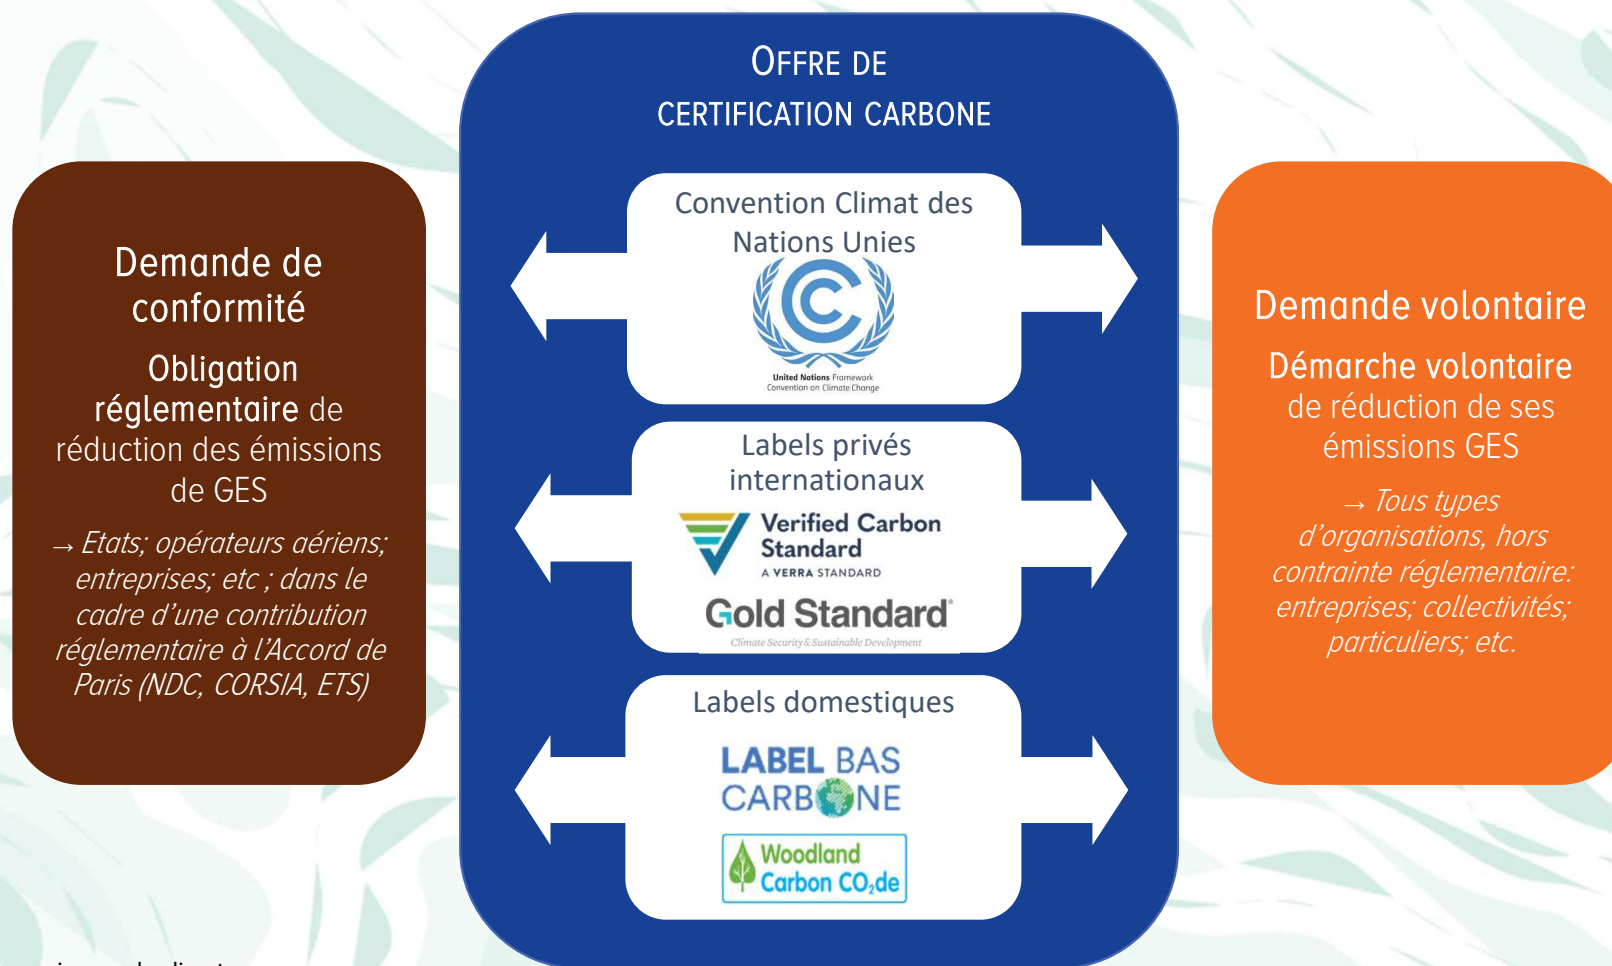 OFFRE DE
CERTIFICATION CARBONE
Demande de
conformité
Obligation
réglementaire de
réduction des émissions
de GES
→ Etats; opérateurs aériens;
entreprises; etc ; dans le
cadre d'une contribution
réglementaire à l'Accord de
Paris (NDC, CORSIA, ETS)
Convention Climat des
Nations Unies
United Nations Framework
Convention on Climate Change
Labels privés
internationaux
Verified Carbon
Standard
A VERRA STANDARD
Gold Standard®
Climate Security & Sustainable Development
Labels domestiques
LABEL BAS
CARBONE
Woodland
Carbon CO₂de
Demande volontaire
Démarche volontaire
de réduction de ses
émissions GES
→ Tous types
d'organisations, hors
contrainte réglementaire:
entreprises; collectivités;
particuliers; etc.